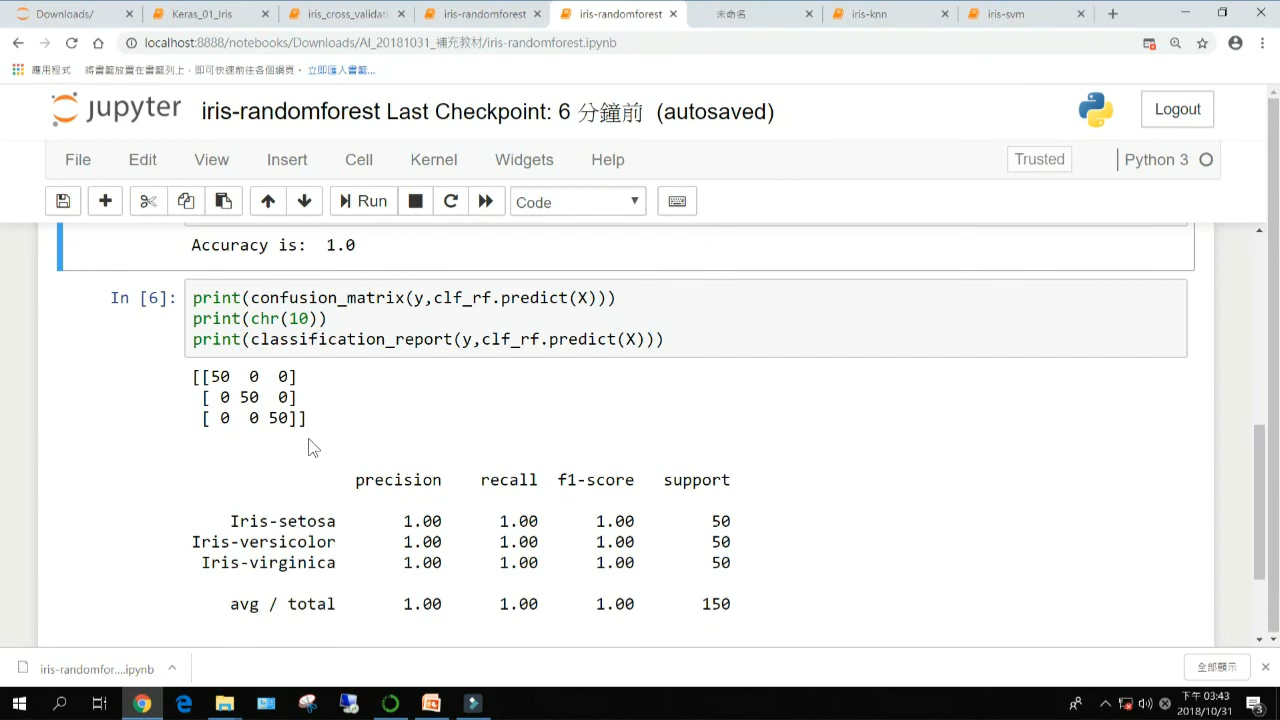 Downloads/
Keras_01_Iris
iris_cross_validati
iris-randomforest
iris-randomforest
未命名
iris-knn
iris-svm
localhost:8888/notebooks/Downloads/AI_20181031_補充教材/iris-randomforest.ipynb
應用程式 將書籤放置在書籤列上，即可快速前往各個網頁。 立即匯入書籤...
jupyter iris-randomforest Last Checkpoint: 6 分鐘前 (autosaved) Logout
File Edit View Insert Cell Kernel Widgets Help Trusted Python 3
Run Code
Accuracy is:  1.0
In [6]: print(confusion_matrix(y,clf_rf.predict(X)))
print(chr(10))
print(classification_report(y,clf_rf.predict(X)))
[[50  0  0]
[ 0 50  0]
[ 0  0 50]]
precision recall f1-score support
Iris-setosa 1.00 1.00 1.00 50
Iris-versicolor 1.00 1.00 1.00 50
Iris-virginica 1.00 1.00 1.00 50
avg / total 1.00 1.00 1.00 150
iris-randomfor....ipynb 全部顯示
下午 03:43
2018/10/31
3